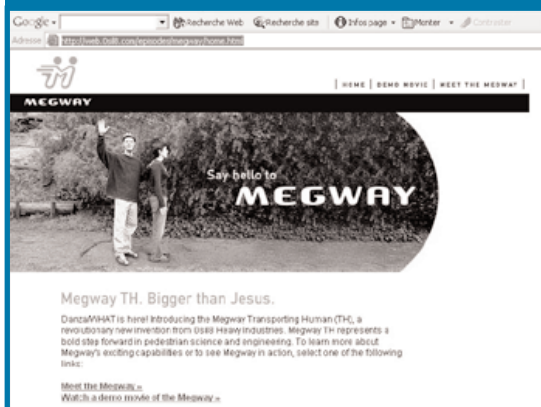 Google
Recherche Web Recherche site Infos page Monter Contraster
Adresse http://web.0sil8.com/episodes/megway/home.html
HOME | DEMO MOVIE | MEET THE MEGWAY
MEGWAY
Say hello to
MEGWAY
Megway TH. Bigger than Jesus.
DanzaWHAT is here! Introducing the Megway Transporting Human (TH), a
revolutionary new invention from 0sil8 Heavy Industries. Megway TH represents a
bold step forward in pedestrian science and engineering. To learn more about
Megway's exciting capabilities or to see Megway in action, select one of the following
links:
Meet the Megway »
Watch a demo movie of the Megway »